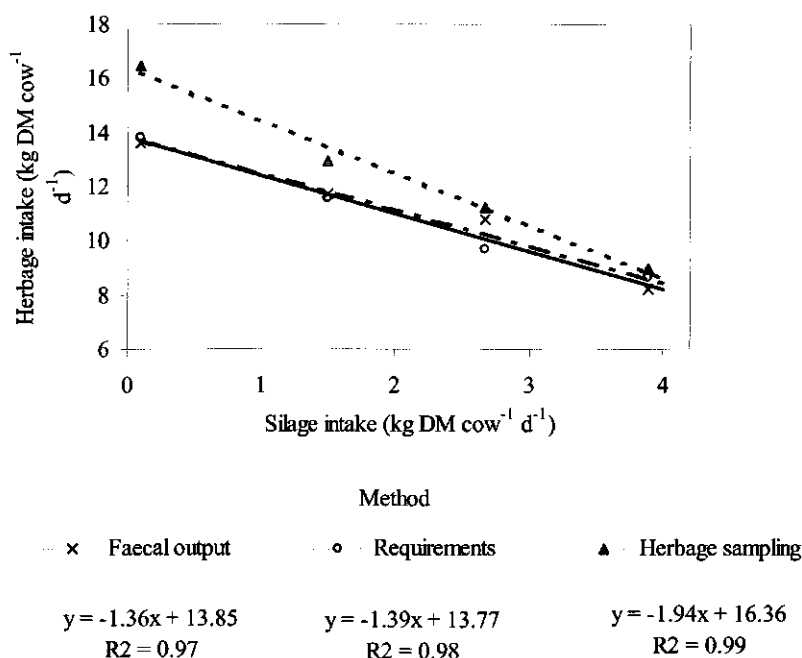 18
16
14
12
10
8
6
Herbage intake (kg DM cow-1
d-1)
0 1 2 3 4
Silage intake (kg DM cow-1 d-1)
Method
Faecal output Requirements Herbage sampling
y = -1.36x + 13.85 y = -1.39x + 13.77 y = -1.94x + 16.36
R2 = 0.97 R2 = 0.98 R2 = 0.99